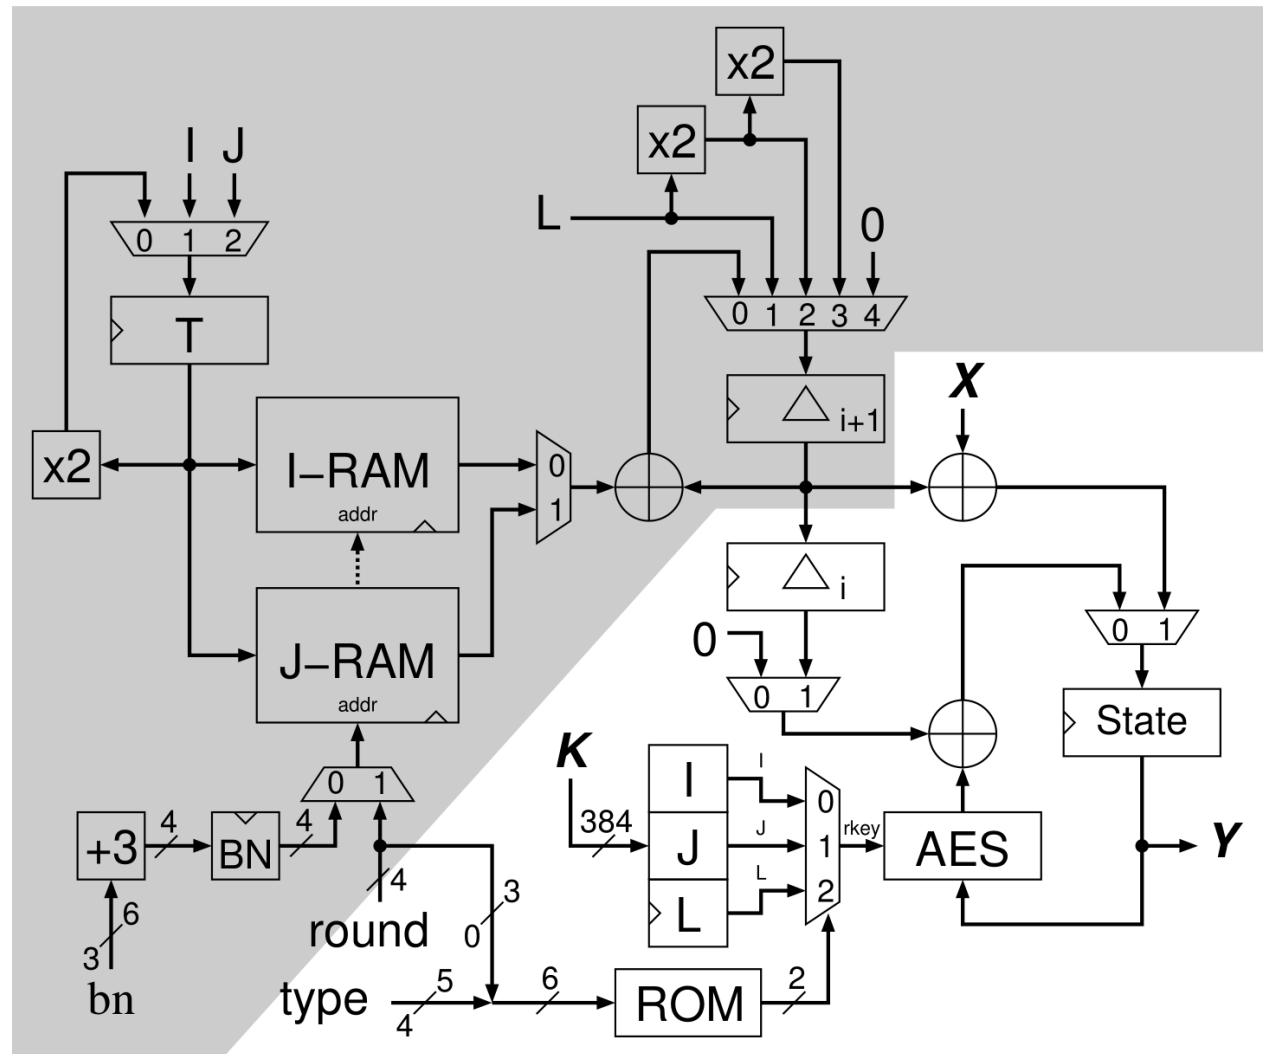 x2
x2
I J
L
0
0 1 2
0 1 2 3 4
T
i+1
X
x2
I–RAM
addr
0
1
i
J–RAM
addr
0
0 1
0 1
State
K
384
I
J
L
I
J
L
0
1
2
rkey
AES
Y
0 1
+3
4
BN
4
4
3
0
round
6
3
bn
type
5
4
6
ROM
2